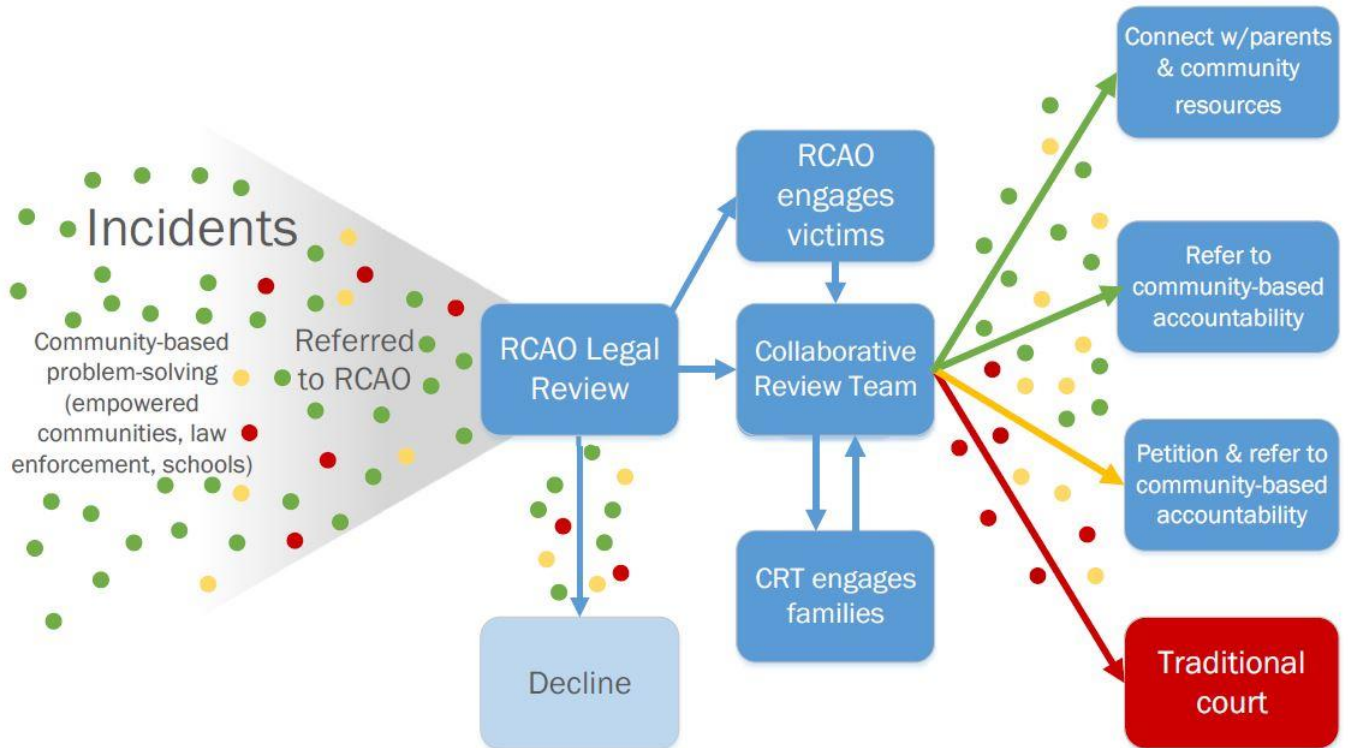 Incidents
Community-based
problem-solving
(empowered
communities, law
enforcement, schools)
Referred
to RCAO
RCAO Legal
Review
Decline
RCAO
engages
victims
Collaborative
Review Team
CRT engages
families
Connect w/parents
& community
resources
Refer to
community-based
accountability
Petition & refer to
community-based
accountability
Traditional
court